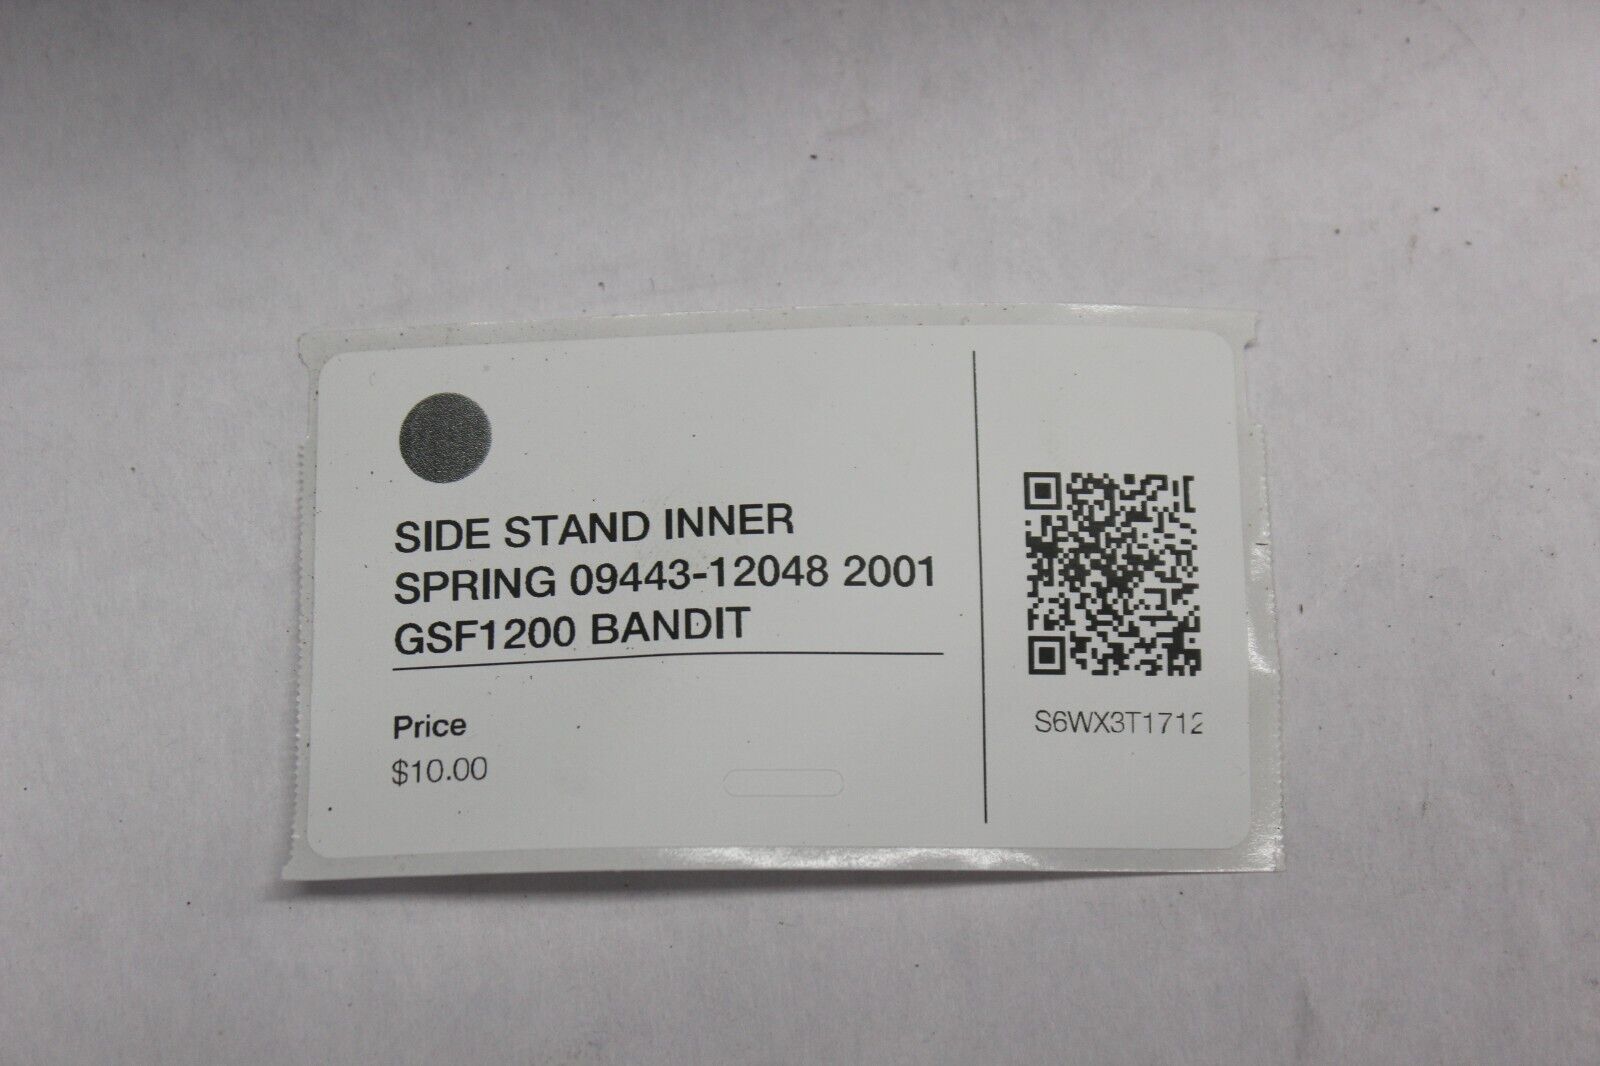 SIDE STAND INNER
SPRING 09443-12048 2001
GSF1200 BANDIT
Price
$10.00
S6WX3T1712